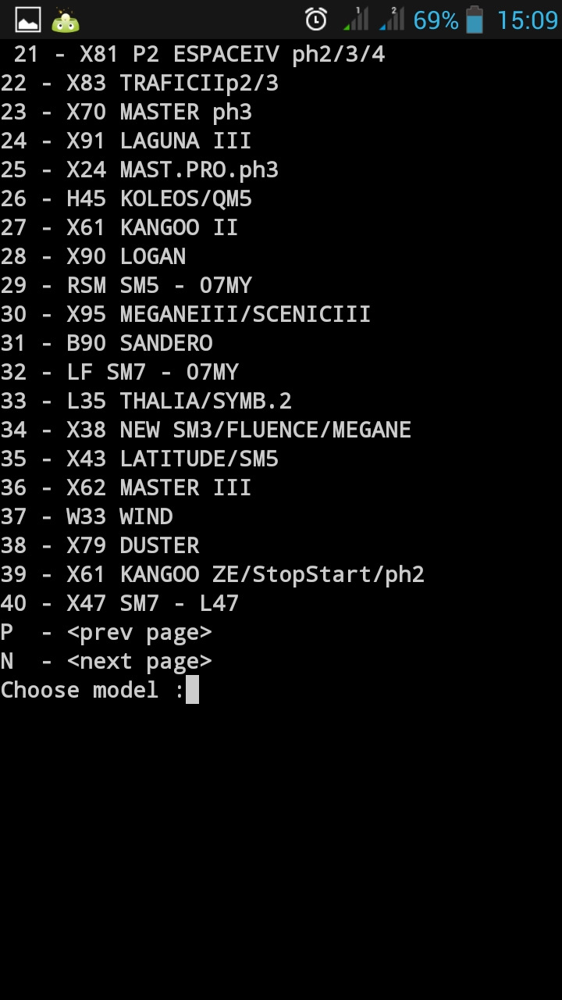 1 2 69% 15:09
21 - X81 P2 ESPACEIV ph2/3/4
22 - X83 TRAFICIIp2/3
23 - X70 MASTER ph3
24 - X91 LAGUNA III
25 - X24 MAST.PRO.ph3
26 - H45 KOLEOS/QM5
27 - X61 KANGOO II
28 - X90 LOGAN
29 - RSM SM5 - 07MY
30 - X95 MEGANEIII/SCENICIII
31 - B90 SANDERO
32 - LF SM7 - 07MY
33 - L35 THALIA/SYMB.2
34 - X38 NEW SM3/FLUENCE/MEGANE
35 - X43 LATITUDE/SM5
36 - X62 MASTER III
37 - W33 WIND
38 - X79 DUSTER
39 - X61 KANGOO ZE/StopStart/ph2
40 - X47 SM7 - L47
P  - <prev page>
N  - <next page>
Choose model :